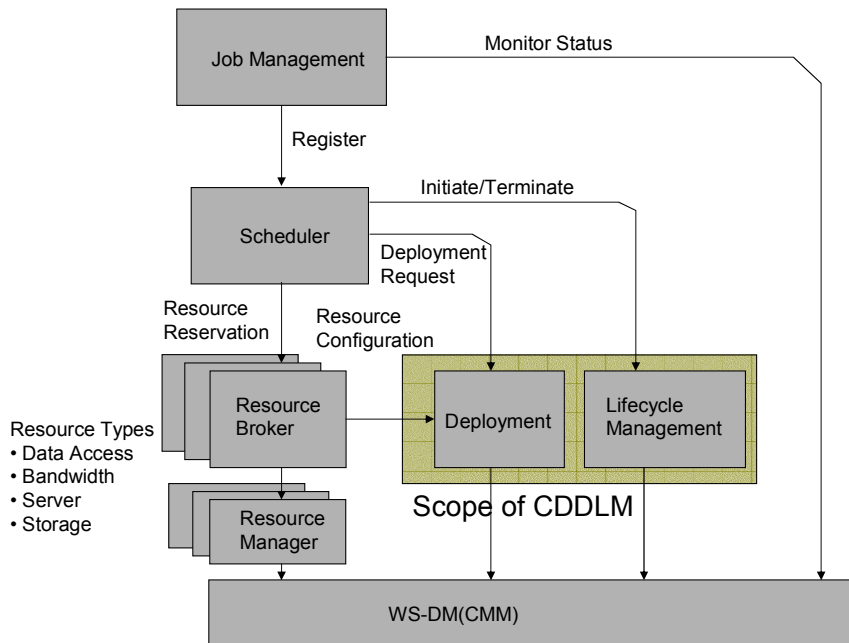 Job Management
Monitor Status
Register
Initiate/Terminate
Scheduler
Deployment
Request
Resource
Reservation
Resource
Configuration
Resource
Broker
Deployment
Lifecycle
Management
Resource Types
• Data Access
• Bandwidth
• Server
• Storage
Scope of CDDLM
Resource
Manager
WS-DM(CMM)